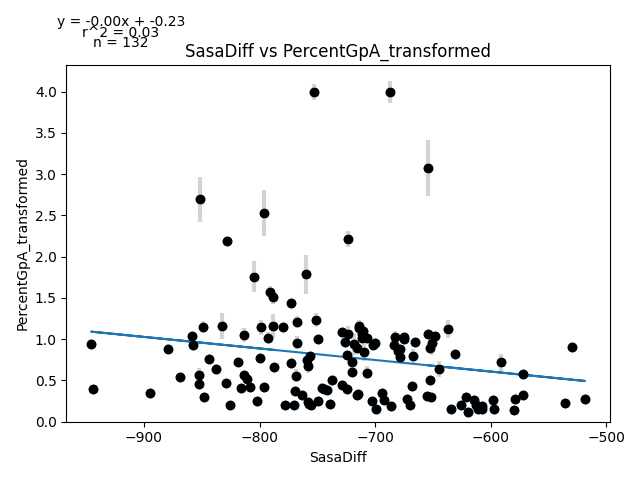 y = -0.00x + -0.23
r^2 = 0.03
n = 132
SasaDiff vs PercentGpA_transformed
PercentGpA_transformed
4.0
3.5
3.0
2.5
2.0
1.5
1.0
0.5
0.0
−900 −800 −700 −600 −500
SasaDiff